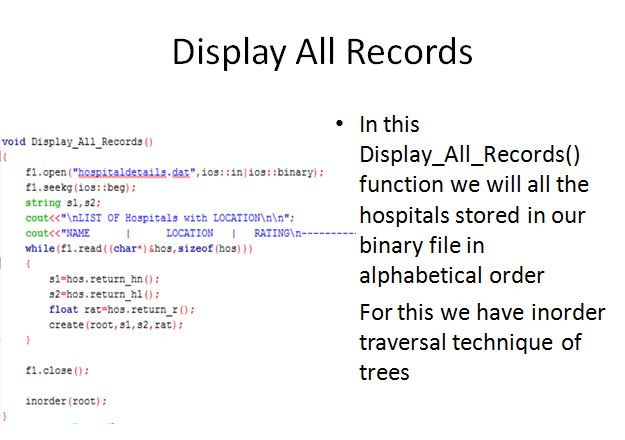 Display All Records
void Display_All_Records()
{
f1.open("hospitaldetails.dat",ios::in|ios::binary);
f1.seekg(ios::beg);
string s1,s2;
cout<<"\nLIST OF Hospitals with LOCATION\n\n";
cout<<"NAME | LOCATION | RATING\n-----------
while(f1.read((char*)&hos,sizeof(hos)))
{
s1=hos.return_hn();
s2=hos.return_hl();
float rat=hos.return_r();
create(root,s1,s2,rat);
}
f1.close();
inorder(root);
}
• In this
Display_All_Records()
function we will all the
hospitals stored in our
binary file in
alphabetical order
For this we have inorder
traversal technique of
trees